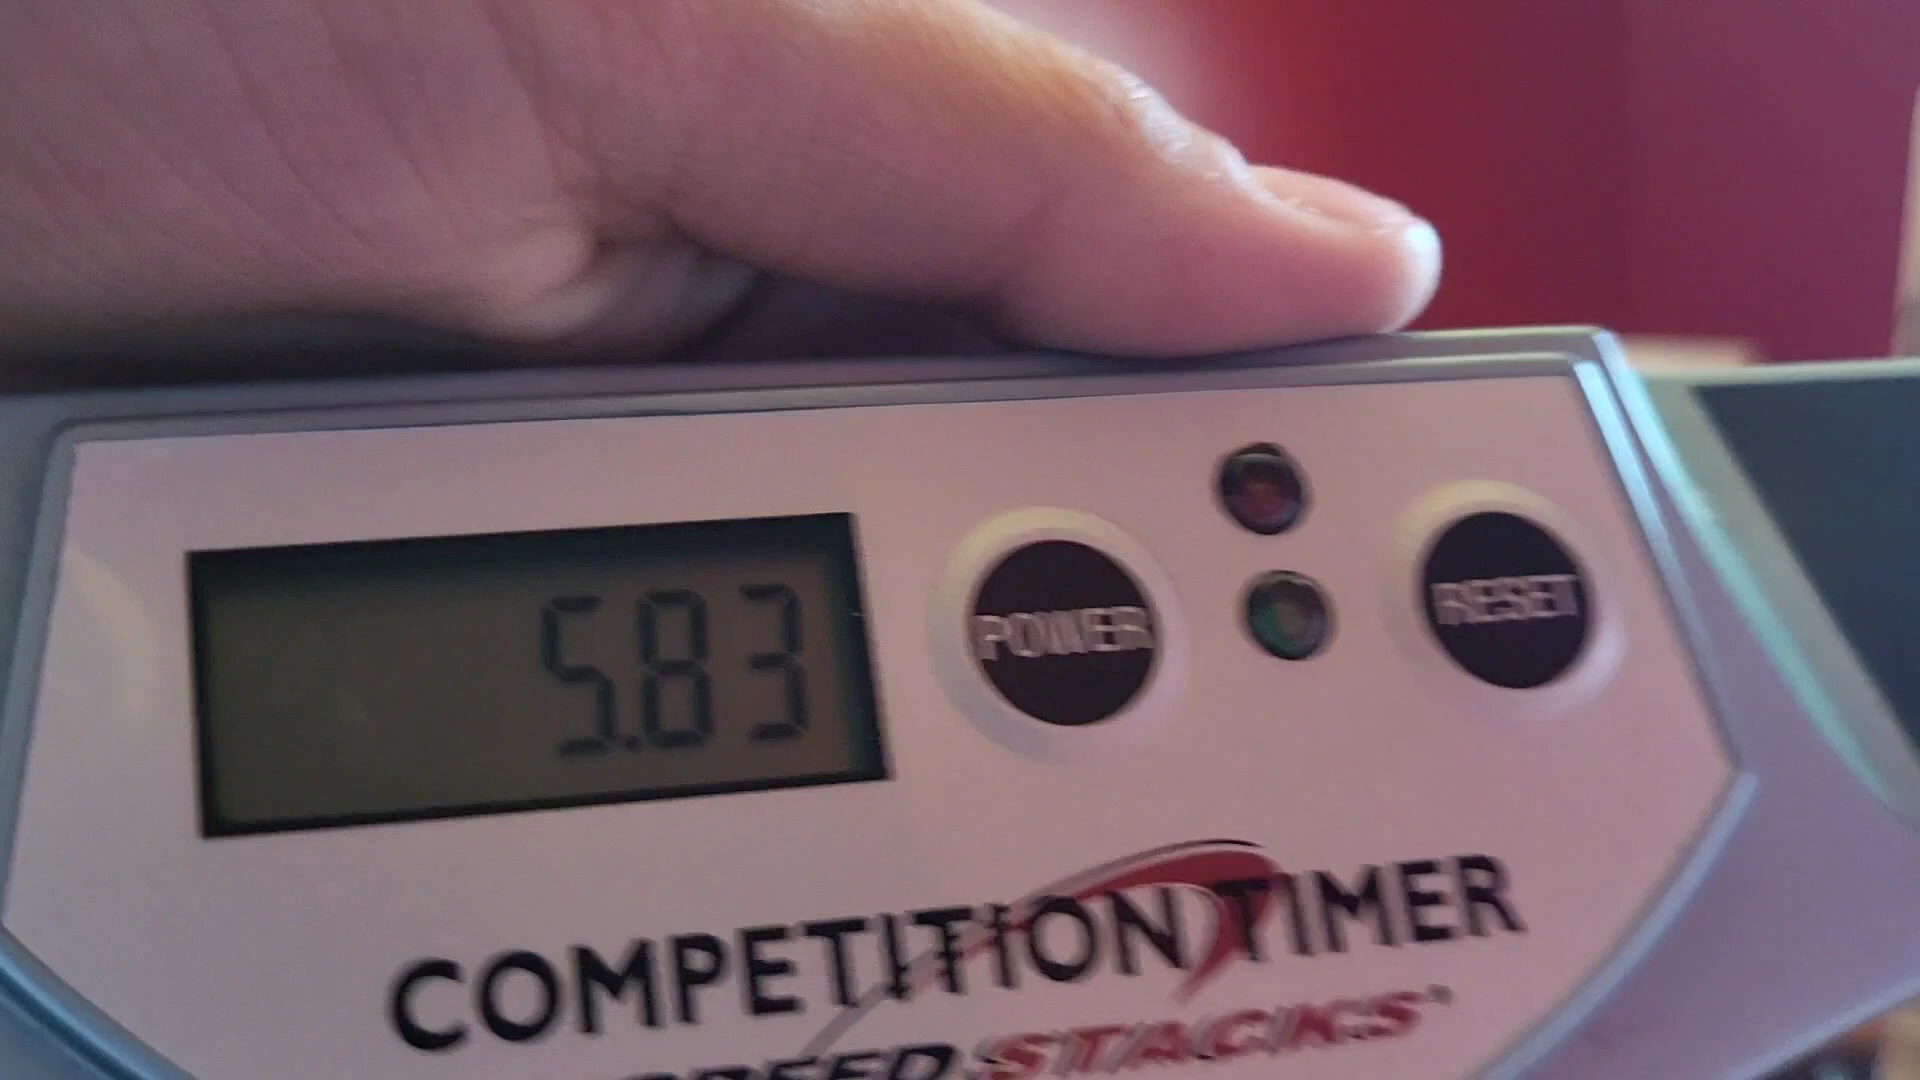 5.83
POWER
RESET
COMPETITION TIMER
SPEED STACKS